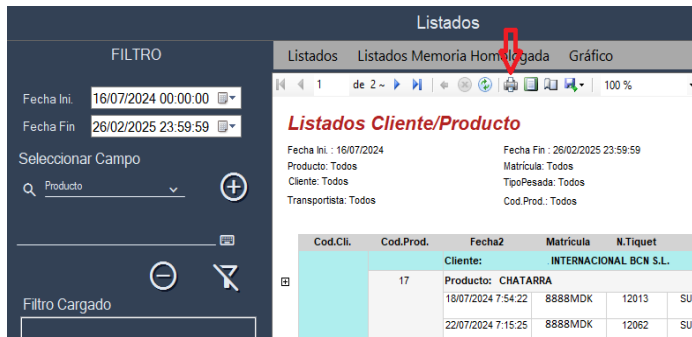 Listados
FILTRO
Listados Listados Memoria Homologada Gráfico
Fecha Ini. 16/07/2024 00:00:00
1 de 2 ~ 100 %
Fecha Fin 26/02/2025 23:59:59
Listados Cliente/Producto
Seleccionar Campo
Fecha Ini. : 16/07/2024 Fecha Fin : 26/02/2025 23:59:59
Producto: Todos Matrícula: Todos
Producto
Cliente: Todos TipoPesada: Todos
Transportista: Todos Cod.Prod.: Todos
Cod.Cli. Cod.Prod. Fecha2 Matrícula N.Tiquet
Cliente: INTERNACIONAL BCN S.L.
17 Producto: CHATARRA
18/07/2024 7:54:22 8888MDK 12013 SU
Filtro Cargado
22/07/2024 7:15:25 8888MDK 12062 SU